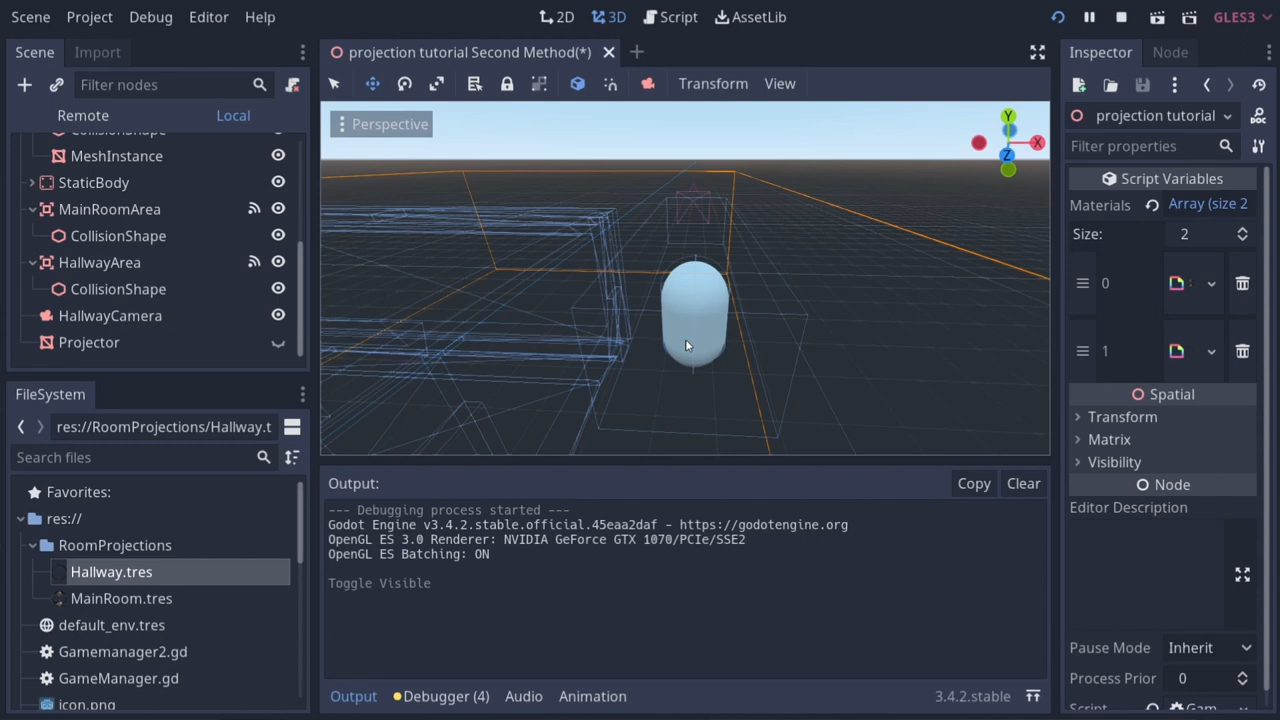 Scene Project Debug Editor Help
2D 3D Script AssetLib
GLES3
Scene Import
Filter nodes
Remote Local
CollisionShape
MeshInstance
StaticBody
MainRoomArea
CollisionShape
HallwayArea
CollisionShape
HallwayCamera
Projector
FileSystem
res://RoomProjections/Hallway.t
Search files
Favorites:
res://
RoomProjections
Hallway.tres
MainRoom.tres
default_env.tres
Gamemanager2.gd
GameManager.gd
icon.png
projection tutorial Second Method(*)
Transform View
Perspective
Y
X
Z
Output:
Copy Clear
--- Debugging process started ---
Godot Engine v3.4.2.stable.official.45eaa2daf - https://godotengine.org
OpenGL ES 3.0 Renderer: NVIDIA GeForce GTX 1070/PCIe/SSE2
OpenGL ES Batching: ON
Toggle Visible
Output Debugger (4) Audio Animation
3.4.2.stable
Inspector Node
projection tutorial
Filter properties
Script Variables
Materials Array (size 2
Size: 2
0
1
Spatial
Transform
Matrix
Visibility
Node
Editor Description
Pause Mode Inherit
Process Prior 0
Script Gam